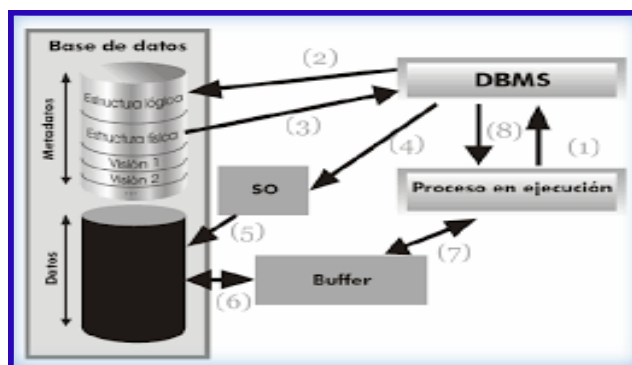 Base de datos
Metadatos
Estructura lógica
Estructura física
Visión 1
Visión 2
...
Datos
(2)
DBMS
(3)
(4)
(8)
(1)
SO
Proceso en ejecución
(5)
(7)
Buffer
(6)